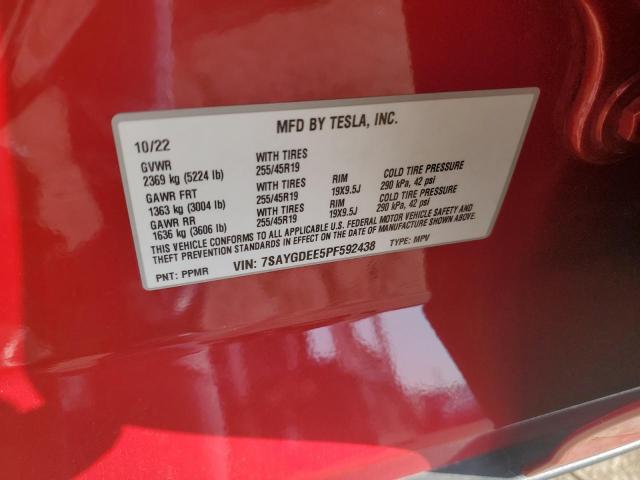 MFD BY TESLA, INC.
10/22
GVWR WITH TIRES
2369 kg (5224 lb) 255/45R19 RIM COLD TIRE PRESSURE
GAWR FRT WITH TIRES 19X9.5J 290 kPa, 42 psi
1363 kg (3004 lb) 255/45R19 RIM COLD TIRE PRESSURE
GAWR RR WITH TIRES 19X9.5J 290 kPa, 42 psi
1636 kg (3606 lb) 255/45R19
THIS VEHICLE CONFORMS TO ALL APPLICABLE U.S. FEDERAL MOTOR VEHICLE SAFETY AND
THEFT PREVENTION STANDARDS IN EFFECT ON THE DATE OF MANUFACTURE SHOWN ABOVE.
PNT: PPMR VIN: 7SAYGDEE5PF592438 TYPE: MPV